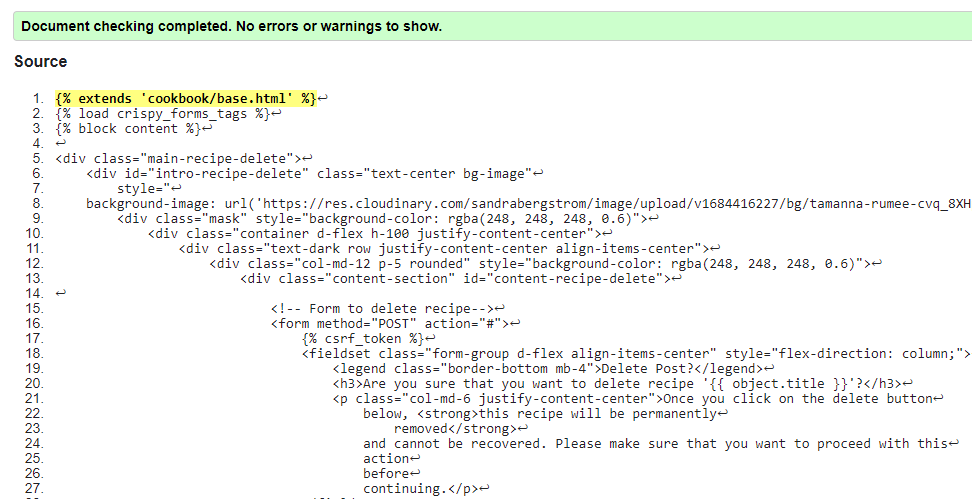 Document checking completed. No errors or warnings to show.
Source
1. {% extends 'cookbook/base.html' %}↩
2. {% load crispy_forms_tags %}↩
3. {% block content %}↩
4. ↩
5. <div class="main-recipe-delete">↩
6. <div id="intro-recipe-delete" class="text-center bg-image"↩
7. style="↩
8. background-image: url('https://res.cloudinary.com/sandrabergstrom/image/upload/v1684416227/bg/tamanna-rumee-cvq_8XH
9. <div class="mask" style="background-color: rgba(248, 248, 248, 0.6)">↩
10. <div class="container d-flex h-100 justify-content-center">↩
11. <div class="text-dark row justify-content-center align-items-center">↩
12. <div class="col-md-12 p-5 rounded" style="background-color: rgba(248, 248, 248, 0.6)">↩
13. <div class="content-section" id="content-recipe-delete">↩
14. ↩
15. <!-- Form to delete recipe-->↩
16. <form method="POST" action="#">↩
17. {% csrf_token %}↩
18. <fieldset class="form-group d-flex align-items-center" style="flex-direction: column;">
19. <legend class="border-bottom mb-4">Delete Post?</legend>↩
20. <h3>Are you sure that you want to delete recipe '{{ object.title }}'?</h3>↩
21. <p class="col-md-6 justify-content-center">Once you click on the delete button↩
22. below, <strong>this recipe will be permanently↩
23. removed</strong>↩
24. and cannot be recovered. Please make sure that you want to proceed with this↩
25. action↩
26. before↩
27. continuing.</p>↩